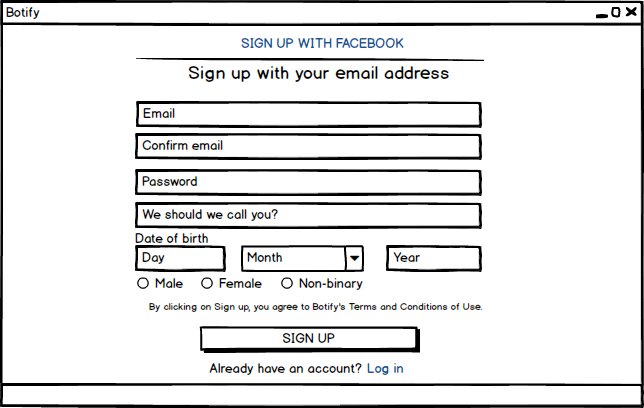 Botify
SIGN UP WITH FACEBOOK
Sign up with your email address
Email
Confirm email
Password
We should we call you?
Date of birth
Day Month Year
Male Female Non-binary
By clicking on Sign up, you agree to Botify's Terms and Conditions of Use.
SIGN UP
Already have an account? Log in